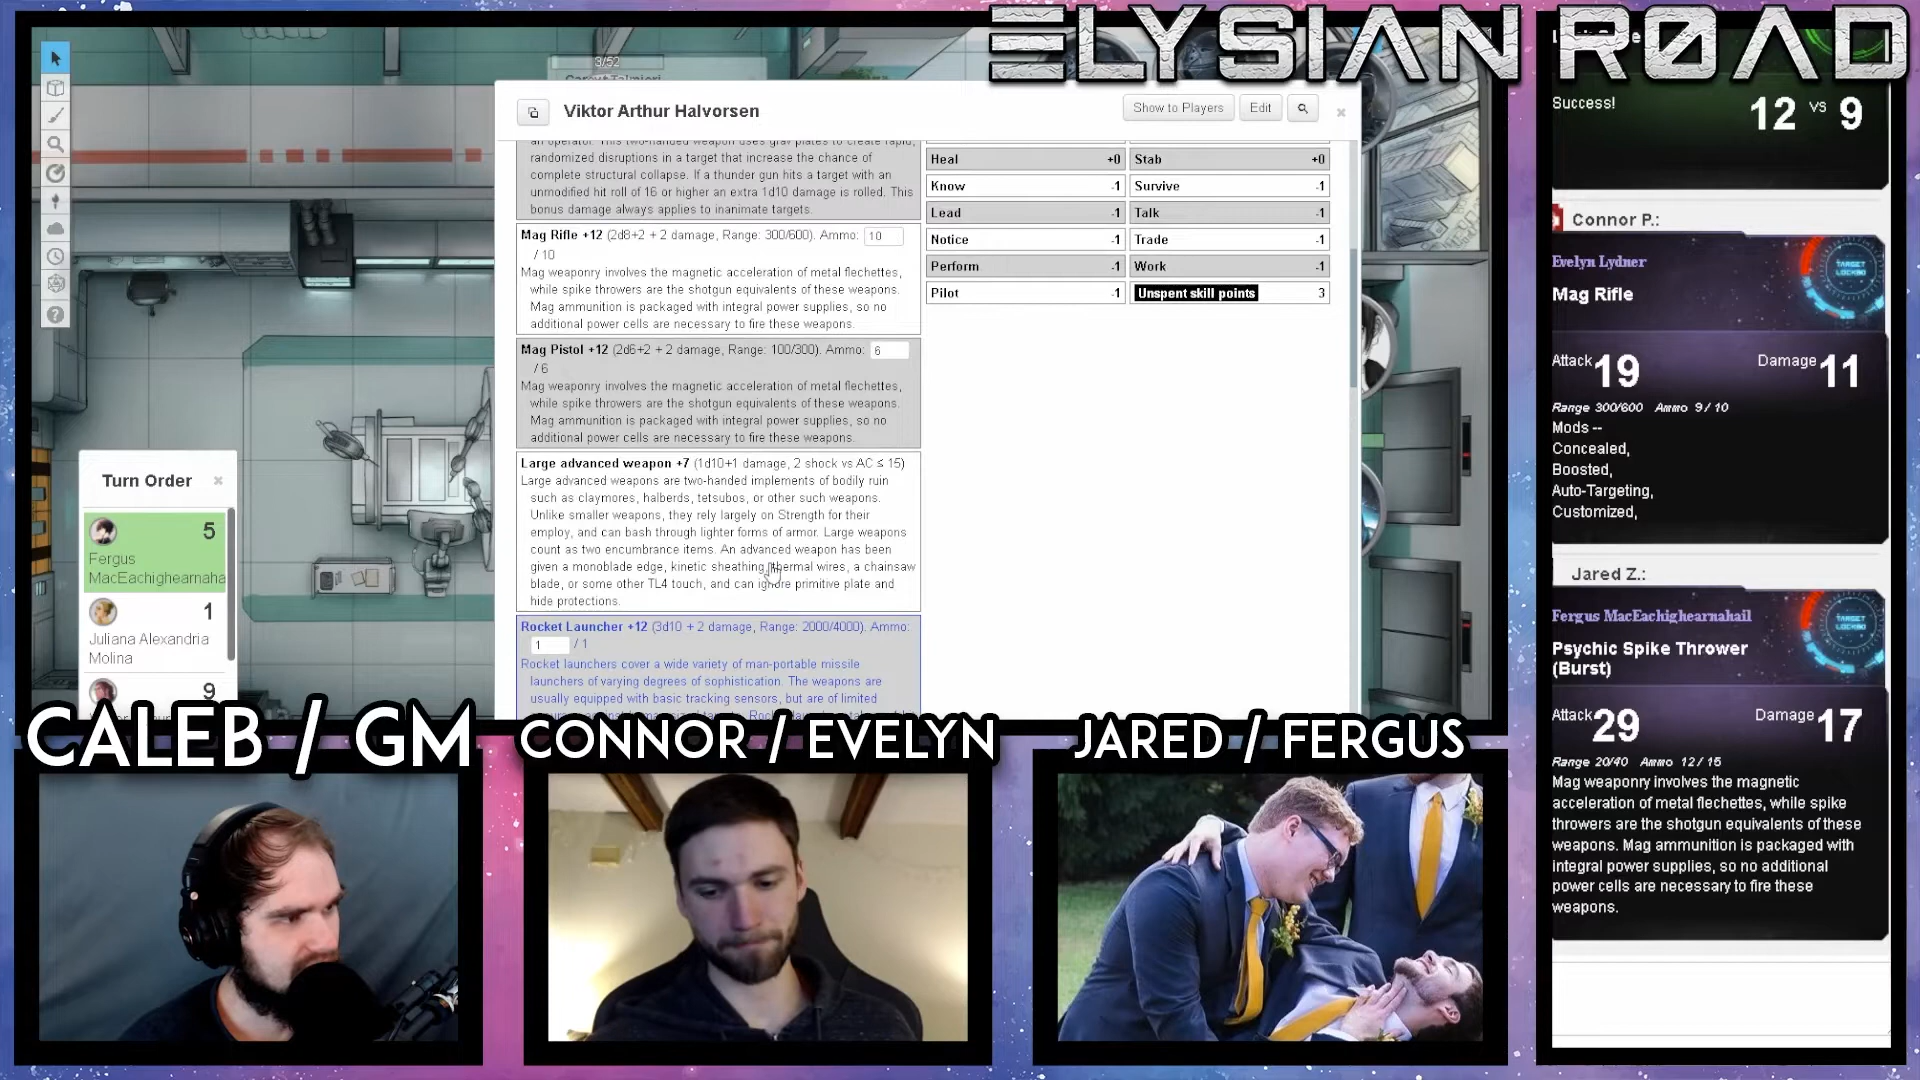 ELYSIAN R0AD
3/52
Viktor Arthur Halvorsen
Show to Players
Edit
an operator. This two-handed weapon uses grav plates to create rapid,
randomized disruptions in a target that increase the chance of
complete structural collapse. If a thunder gun hits a target with an
unmodified hit roll of 16 or higher an extra 1d10 damage is rolled. This
bonus damage always applies to inanimate targets.
Mag Rifle +12 (2d8+2 + 2 damage, Range: 300/600). Ammo: 10
/ 10
Mag weaponry involves the magnetic acceleration of metal flechettes,
while spike throwers are the shotgun equivalents of these weapons.
Mag ammunition is packaged with integral power supplies, so no
additional power cells are necessary to fire these weapons.
Mag Pistol +12 (2d6+2 + 2 damage, Range: 100/300). Ammo: 6
/ 6
Mag weaponry involves the magnetic acceleration of metal flechettes,
while spike throwers are the shotgun equivalents of these weapons.
Mag ammunition is packaged with integral power supplies, so no
additional power cells are necessary to fire these weapons.
Large advanced weapon +7 (1d10+1 damage, 2 shock vs AC ≤ 15)
Large advanced weapons are two-handed implements of bodily ruin
such as claymores, halberds, tetsubos, or other such weapons.
Unlike smaller weapons, they rely largely on Strength for their
employ, and can bash through lighter forms of armor. Large weapons
count as two encumbrance items. An advanced weapon has been
given a monoblade edge, kinetic sheathing, thermal wires, a chainsaw
blade, or some other TL4 touch, and can ignore primitive plate and
hide protections.
Rocket Launcher +12 (3d10 + 2 damage, Range: 2000/4000). Ammo:
1 / 1
Rocket launchers cover a wide variety of man-portable missile
launchers of varying degrees of sophistication. The weapons are
usually equipped with basic tracking sensors, but are of limited
Heal +0 Stab +0
Know -1 Survive -1
Lead -1 Talk -1
Notice -1 Trade -1
Perform -1 Work -1
Pilot -1 Unspent skill points 3
Turn Order
5
Fergus
MacEachighearnaha
1
Juliana Alexandria
Molina
9
Success!
12 vs 9
Connor P.:
Evelyn Lydner
Mag Rifle
Attack 19 Damage 11
Range 300/600 Ammo 9 / 10
Mods --
Concealed,
Boosted,
Auto-Targeting,
Customized,
Jared Z.:
Fergus MacEachighearnahail
Psychic Spike Thrower
(Burst)
Attack 29 Damage 17
Range 20/40 Ammo 12 / 15
Mag weaponry involves the magnetic
acceleration of metal flechettes, while spike
throwers are the shotgun equivalents of these
weapons. Mag ammunition is packaged with
integral power supplies, so no additional
power cells are necessary to fire these
weapons.
CALEB / GM
CONNOR / EVELYN
JARED / FERGUS